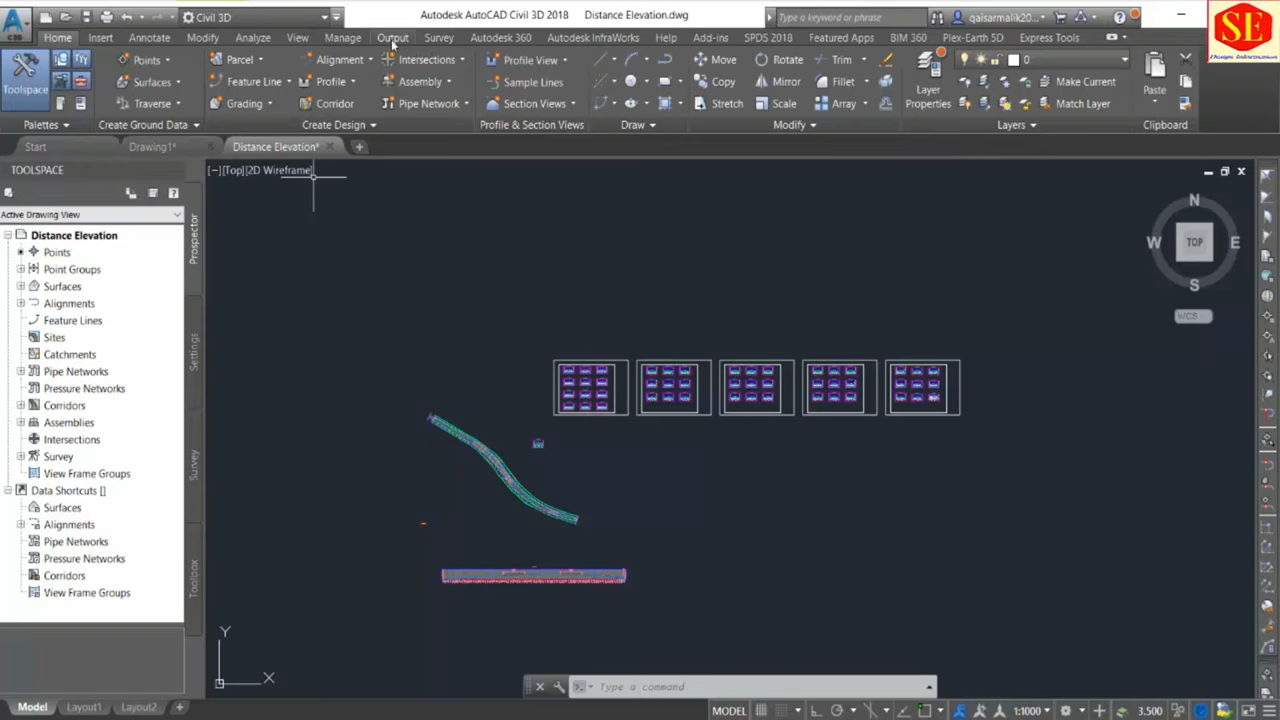 Civil 3D
Autodesk AutoCAD Civil 3D 2018 Distance Elevation.dwg
Type a keyword or phrase
qaisarmalik20...
SE
Home Insert Annotate Modify Analyze View Manage Output Survey Autodesk 360 Autodesk InfraWorks Help Add-ins SPDS 2018 Featured Apps BIM 360 Plex-Earth 5D Express Tools
Points Parcel Alignment Intersections Profile View Move Rotate Trim 0
Toolspace Surfaces Feature Line Profile Assembly Sample Lines Copy Mirror Fillet Layer Properties Make Current Paste
Traverse Grading Corridor Pipe Network Section Views Stretch Scale Array Match Layer
Palettes Create Ground Data Create Design Profile & Section Views Draw Modify Layers Clipboard
Start Drawing1* Distance Elevation*
TOOLSPACE
[−][Top][2D Wireframe]
Active Drawing View
Distance Elevation
Points
Point Groups
Surfaces
Alignments
Feature Lines
Sites
Catchments
Pipe Networks
Pressure Networks
Corridors
Assemblies
Intersections
Survey
View Frame Groups
Data Shortcuts []
Surfaces
Alignments
Pipe Networks
Pressure Networks
Corridors
View Frame Groups
Prospector
Settings
Survey
Toolbox
N
W TOP E
S
WCS
Y
X
Type a command
Model Layout1 Layout2
MODEL 1:1000 3.500